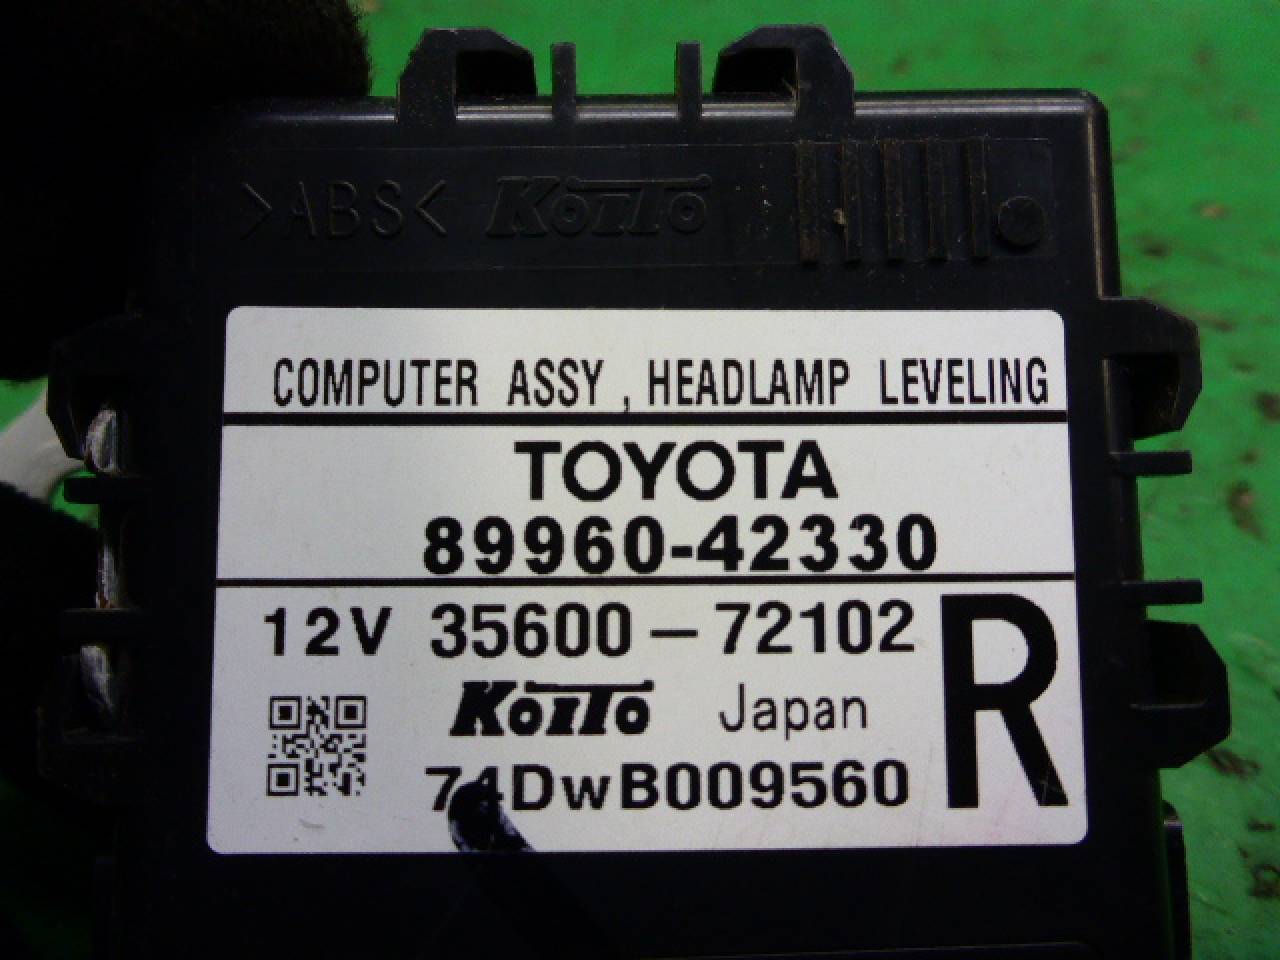 >ABS< KOITO
COMPUTER ASSY , HEADLAMP LEVELING
TOYOTA
89960-42330
12V 35600-72102 R
KOITO Japan
74DwB009560